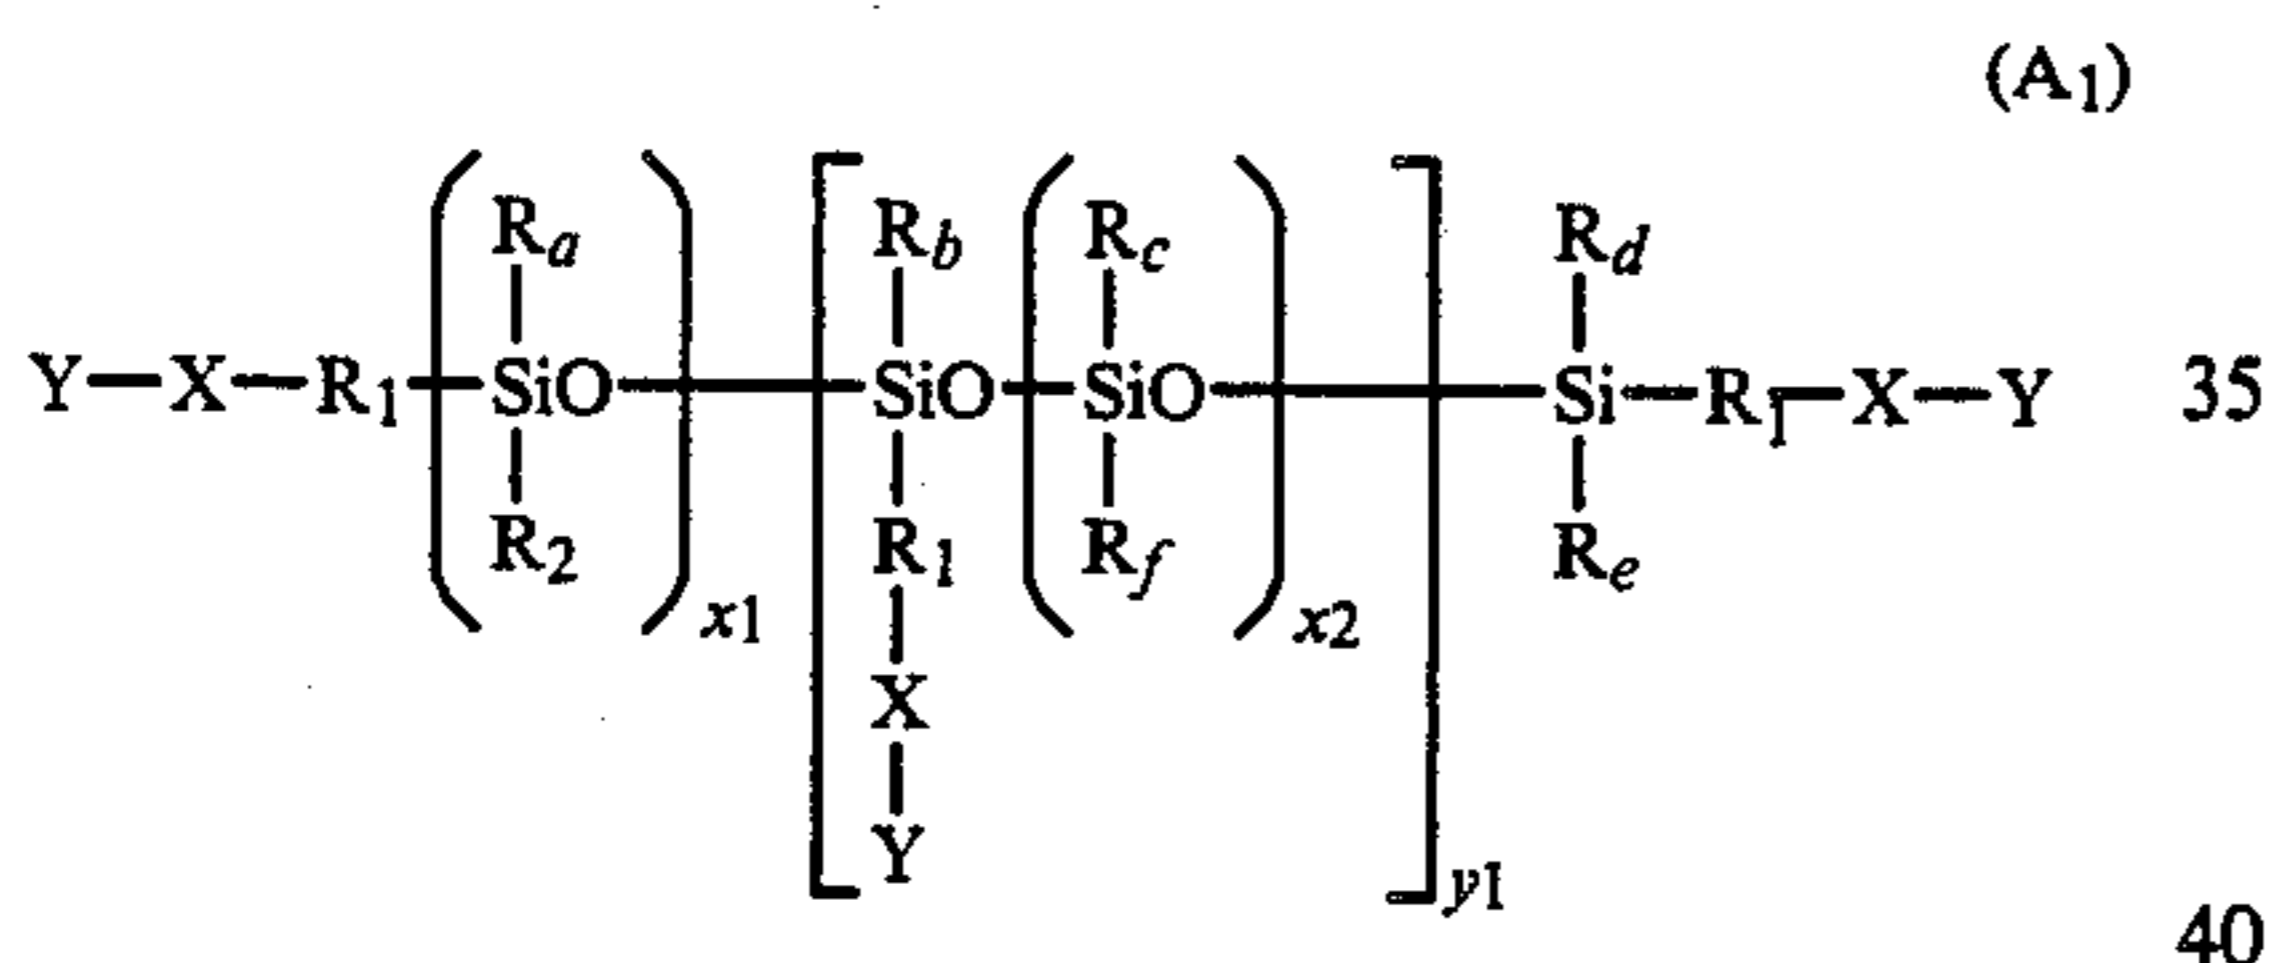 (A1)
Ra Rb Rc Rd
Y—X—R1 SiO SiO SiO Si—R1—X—Y 35
R2 R1 Rf Re
x1 x2
X
Y
y1
40